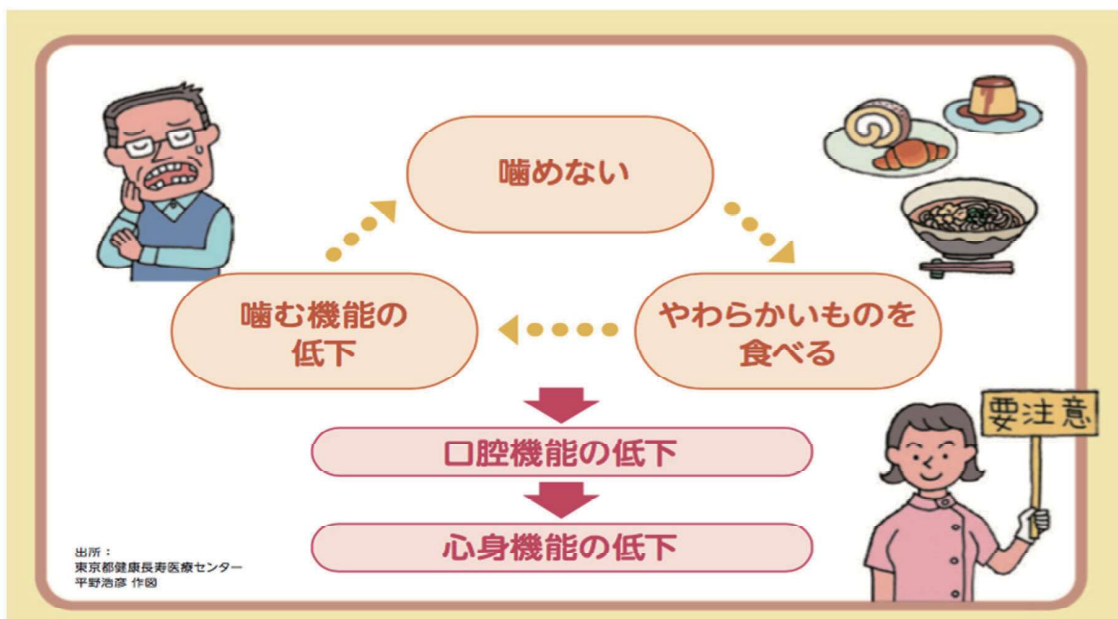 噛めない
噛む機能の
低下
やわらかいものを
食べる
要注意
口腔機能の低下
心身機能の低下
出所：
東京都健康長寿医療センター
平野浩彦 作図